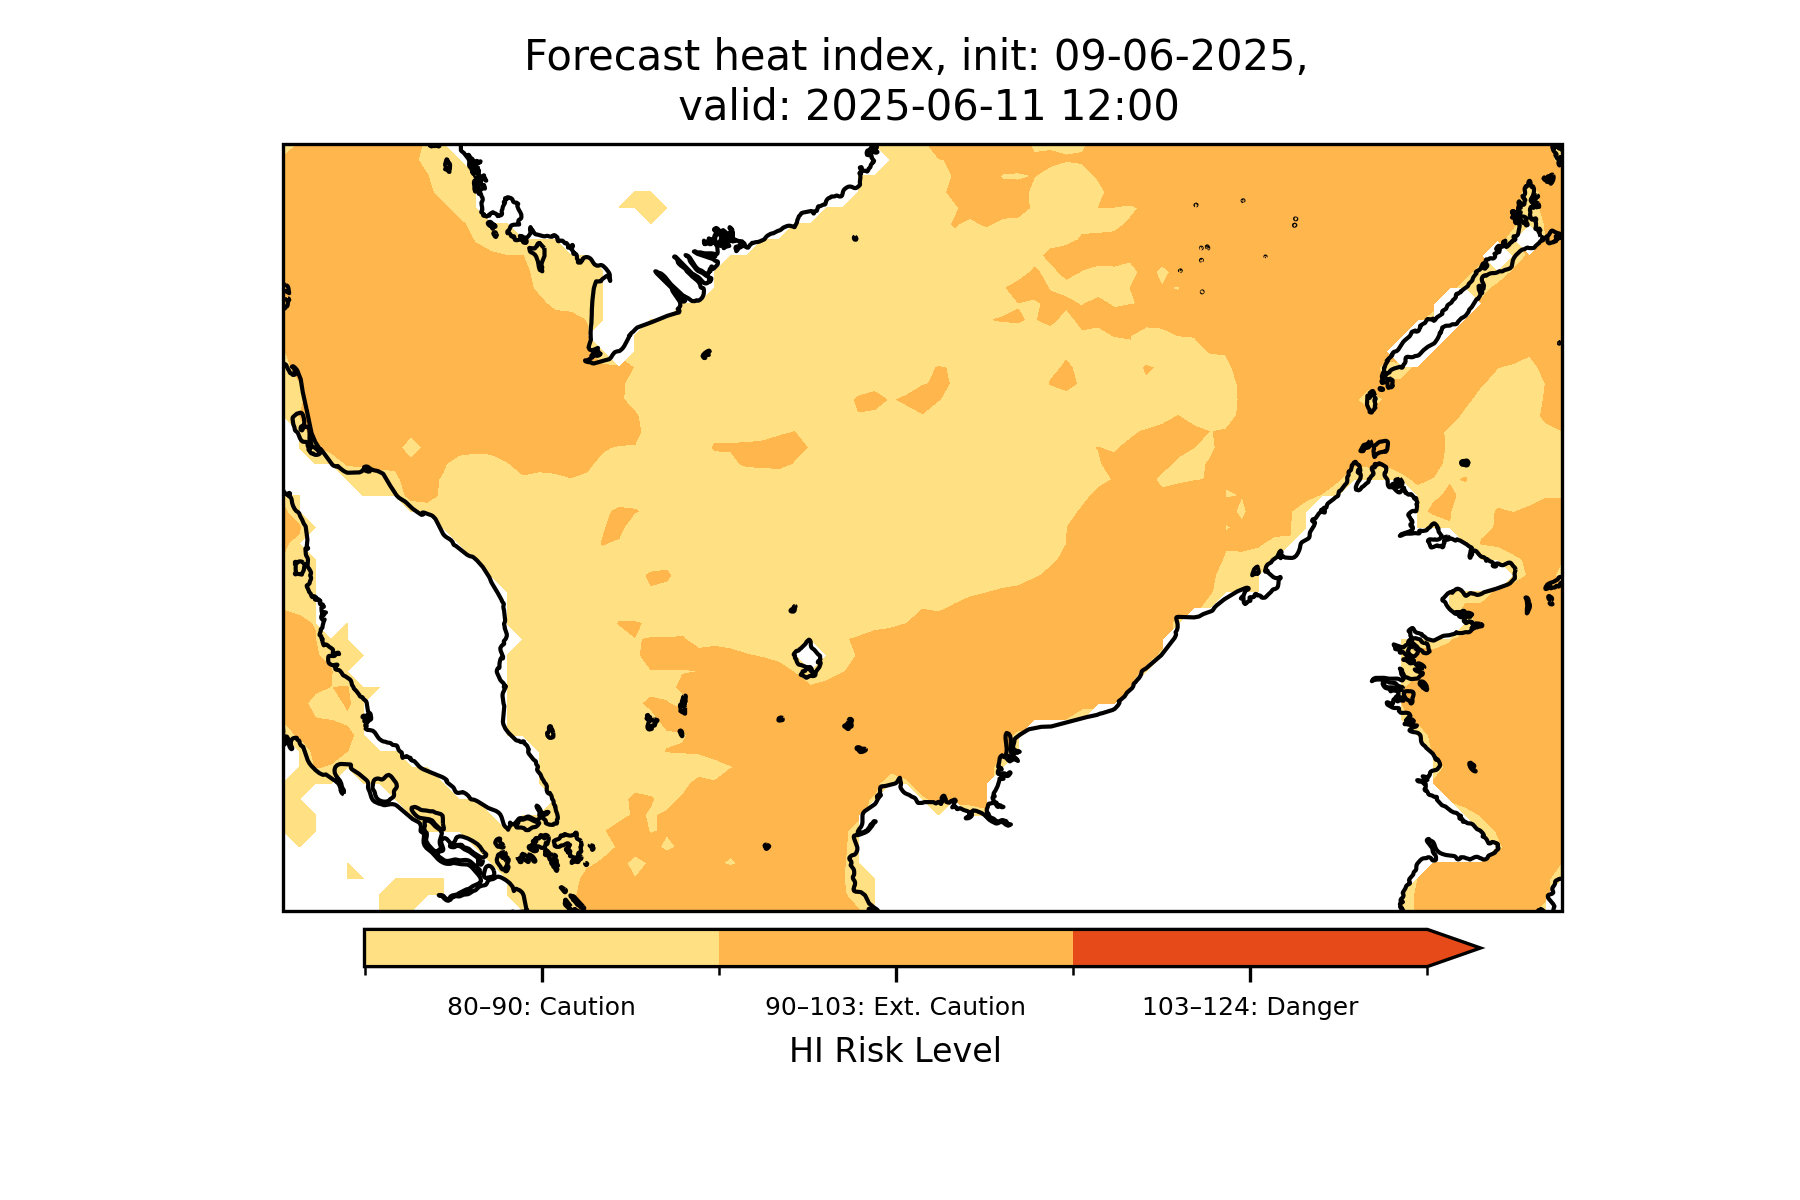 Forecast heat index, init: 09-06-2025,
valid: 2025-06-11 12:00
80–90: Caution
90–103: Ext. Caution
103–124: Danger
HI Risk Level